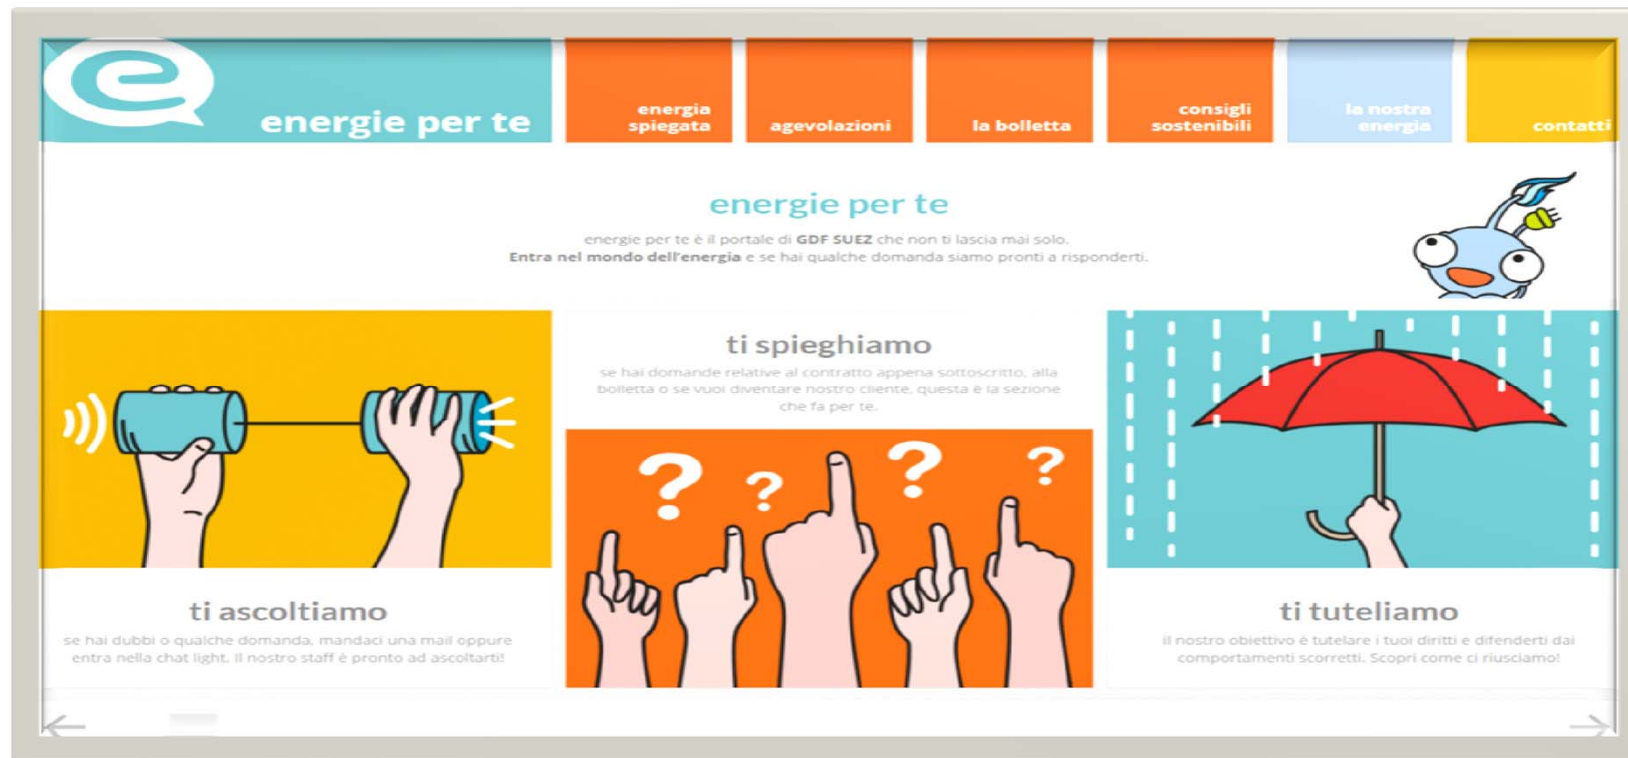 e
energie per te
energia
spiegata
agevolazioni
la bolletta
consigli
sostenibili
la nostra
energia
contatti
energie per te
energie per te è il portale di GDF SUEZ che non ti lascia mai solo.
Entra nel mondo dell'energia e se hai qualche domanda siamo pronti a risponderti.
ti spieghiamo
se hai domande relative al contratto appena sottoscritto, alla
bolletta o se vuoi diventare nostro cliente, questa è la sezione
che fa per te.
? ? ? ?
ti ascoltiamo
se hai dubbi o qualche domanda, mandaci una mail oppure
entra nella chat light. Il nostro staff è pronto ad ascoltarti!
ti tuteliamo
il nostro obiettivo è tutelare i tuoi diritti e difenderti dai
comportamenti scorretti. Scopri come ci riusciamo!